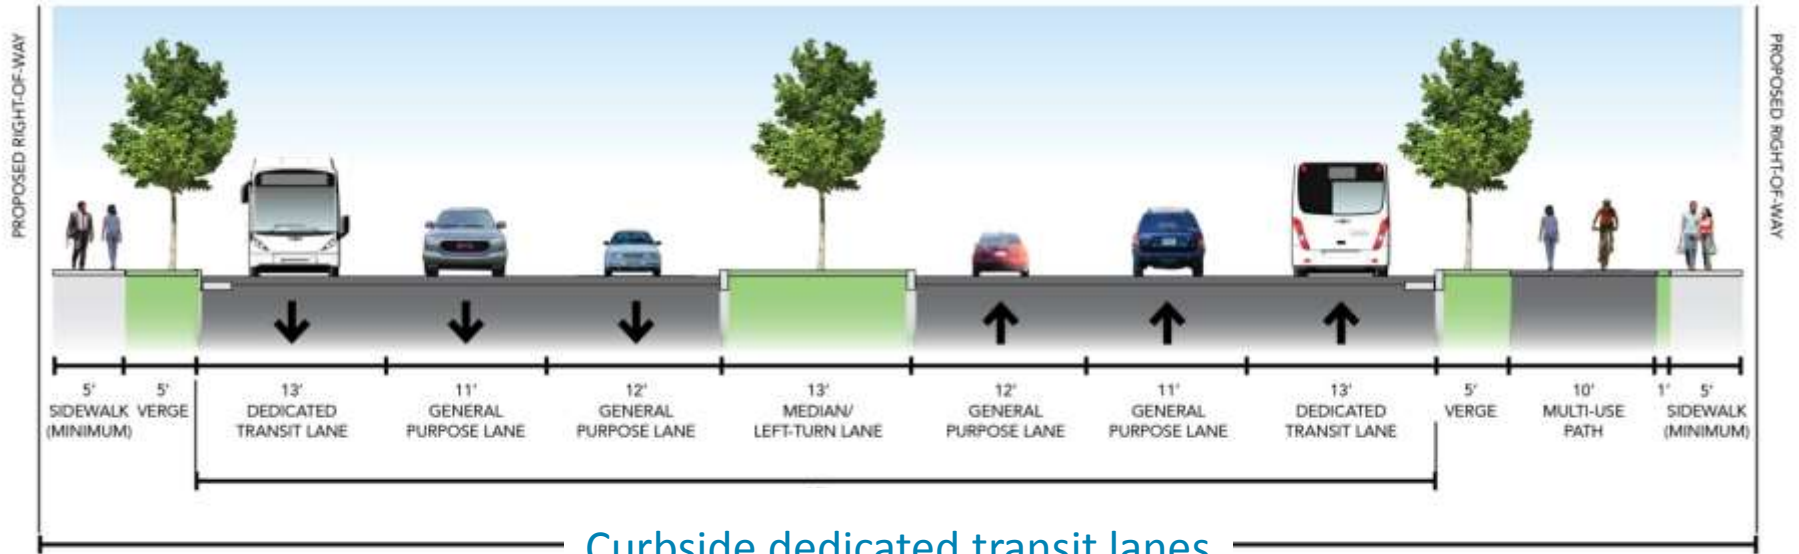 PROPOSED RIGHT-OF-WAY
PROPOSED RIGHT-OF-WAY
5'
SIDEWALK
(MINIMUM)
5'
VERGE
13'
DEDICATED
TRANSIT LANE
11'
GENERAL
PURPOSE LANE
12'
GENERAL
PURPOSE LANE
13'
MEDIAN/
LEFT-TURN LANE
12'
GENERAL
PURPOSE LANE
11'
GENERAL
PURPOSE LANE
13'
DEDICATED
TRANSIT LANE
5'
VERGE
10'
MULTI-USE
PATH
1'
5'
SIDEWALK
(MINIMUM)
Curbside dedicated transit lanes